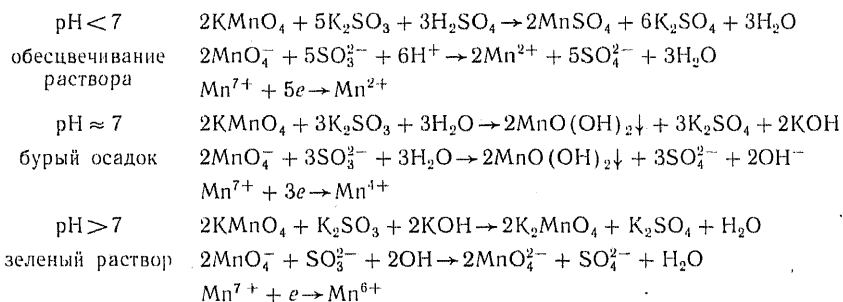 pH < 7 2KMnO₄ + 5K₂SO₃ + 3H₂SO₄ → 2MnSO₄ + 6K₂SO₄ + 3H₂O
обесцвечивание 2MnO₄⁻ + 5SO₃²⁻ + 6H⁺ → 2Mn²⁺ + 5SO₄²⁻ + 3H₂O
раствора
Mn⁷⁺ + 5e → Mn²⁺
pH ≈ 7 2KMnO₄ + 3K₂SO₃ + 3H₂O → 2MnO(OH)₂↓ + 3K₂SO₄ + 2KOH
бурый осадок 2MnO₄⁻ + 3SO₃²⁻ + 3H₂O → 2MnO(OH)₂↓ + 3SO₄²⁻ + 2OH⁻
Mn⁷⁺ + 3e → Mn⁴⁺
pH > 7 2KMnO₄ + K₂SO₃ + 2KOH → 2K₂MnO₄ + K₂SO₄ + H₂O
зеленый раствор 2MnO₄⁻ + SO₃²⁻ + 2OH → 2MnO₄²⁻ + SO₄²⁻ + H₂O
Mn⁷⁺ + e → Mn⁶⁺